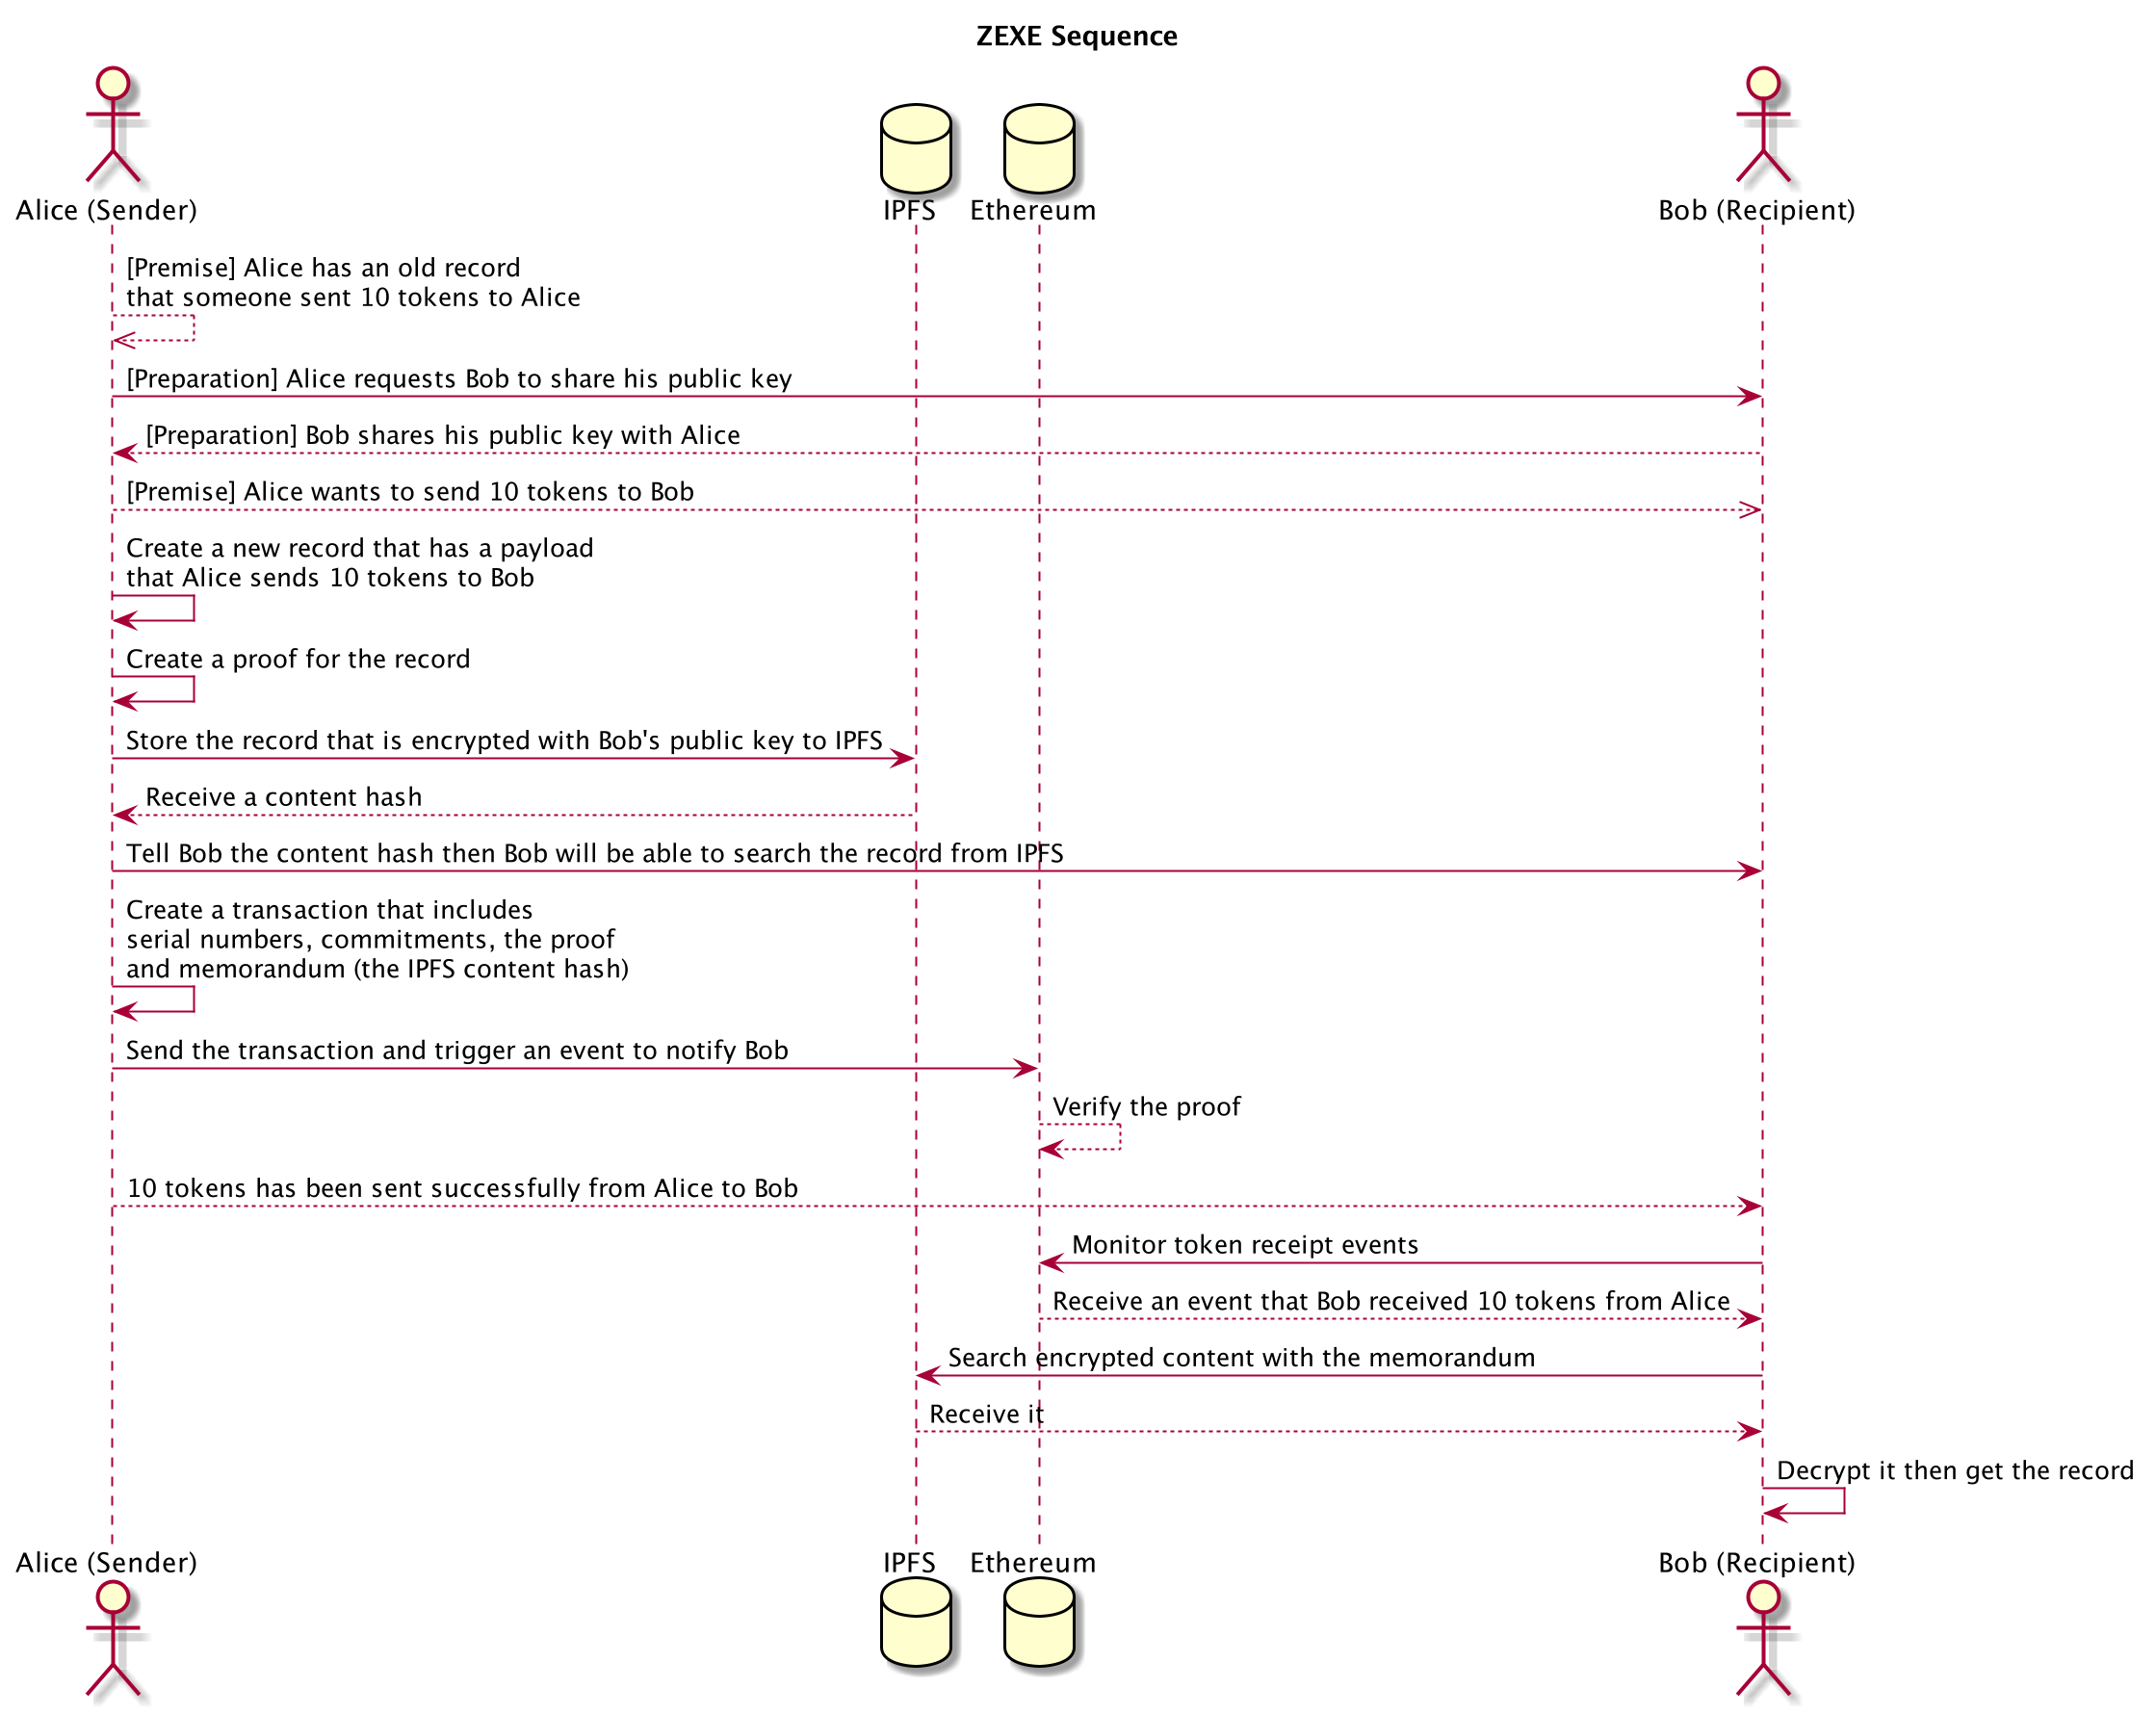 ZEXE Sequence
Alice (Sender)
IPFS
Ethereum
Bob (Recipient)
[Premise] Alice has an old record
that someone sent 10 tokens to Alice
[Preparation] Alice requests Bob to share his public key
[Preparation] Bob shares his public key with Alice
[Premise] Alice wants to send 10 tokens to Bob
Create a new record that has a payload
that Alice sends 10 tokens to Bob
Create a proof for the record
Store the record that is encrypted with Bob's public key to IPFS
Receive a content hash
Tell Bob the content hash then Bob will be able to search the record from IPFS
Create a transaction that includes
serial numbers, commitments, the proof
and memorandum (the IPFS content hash)
Send the transaction and trigger an event to notify Bob
Verify the proof
10 tokens has been sent successfully from Alice to Bob
Monitor token receipt events
Receive an event that Bob received 10 tokens from Alice
Search encrypted content with the memorandum
Receive it
Decrypt it then get the record
Alice (Sender)
IPFS
Ethereum
Bob (Recipient)